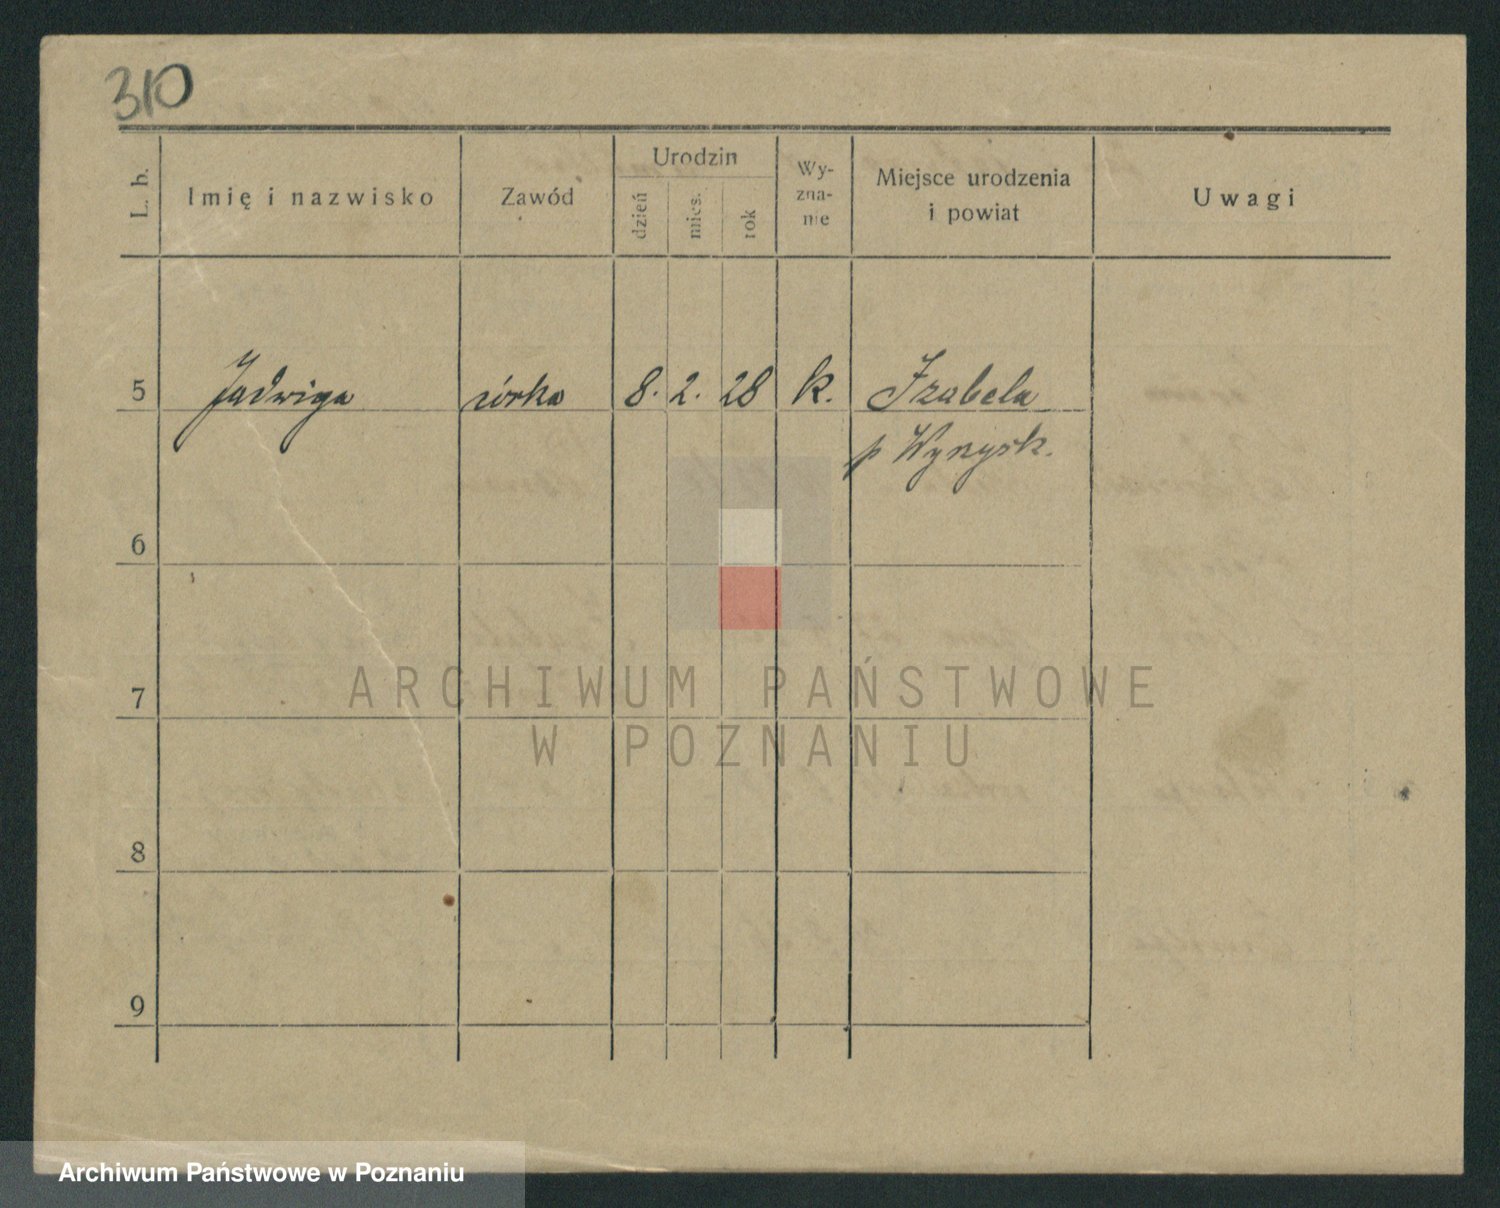 310
L. b.
Imię i nazwisko
Zawód
Urodzin
dzień
mies.
rok
Wy-
zna-
nie
Miejsce urodzenia
i powiat
Uwagi
5 Jadwiga córka 8. 2. 28 k. Izabela
p Wyrzysk.
6
7
8
9
ARCHIWUM PAŃSTWOWE
W POZNANIU
Archiwum Państwowe w Poznaniu